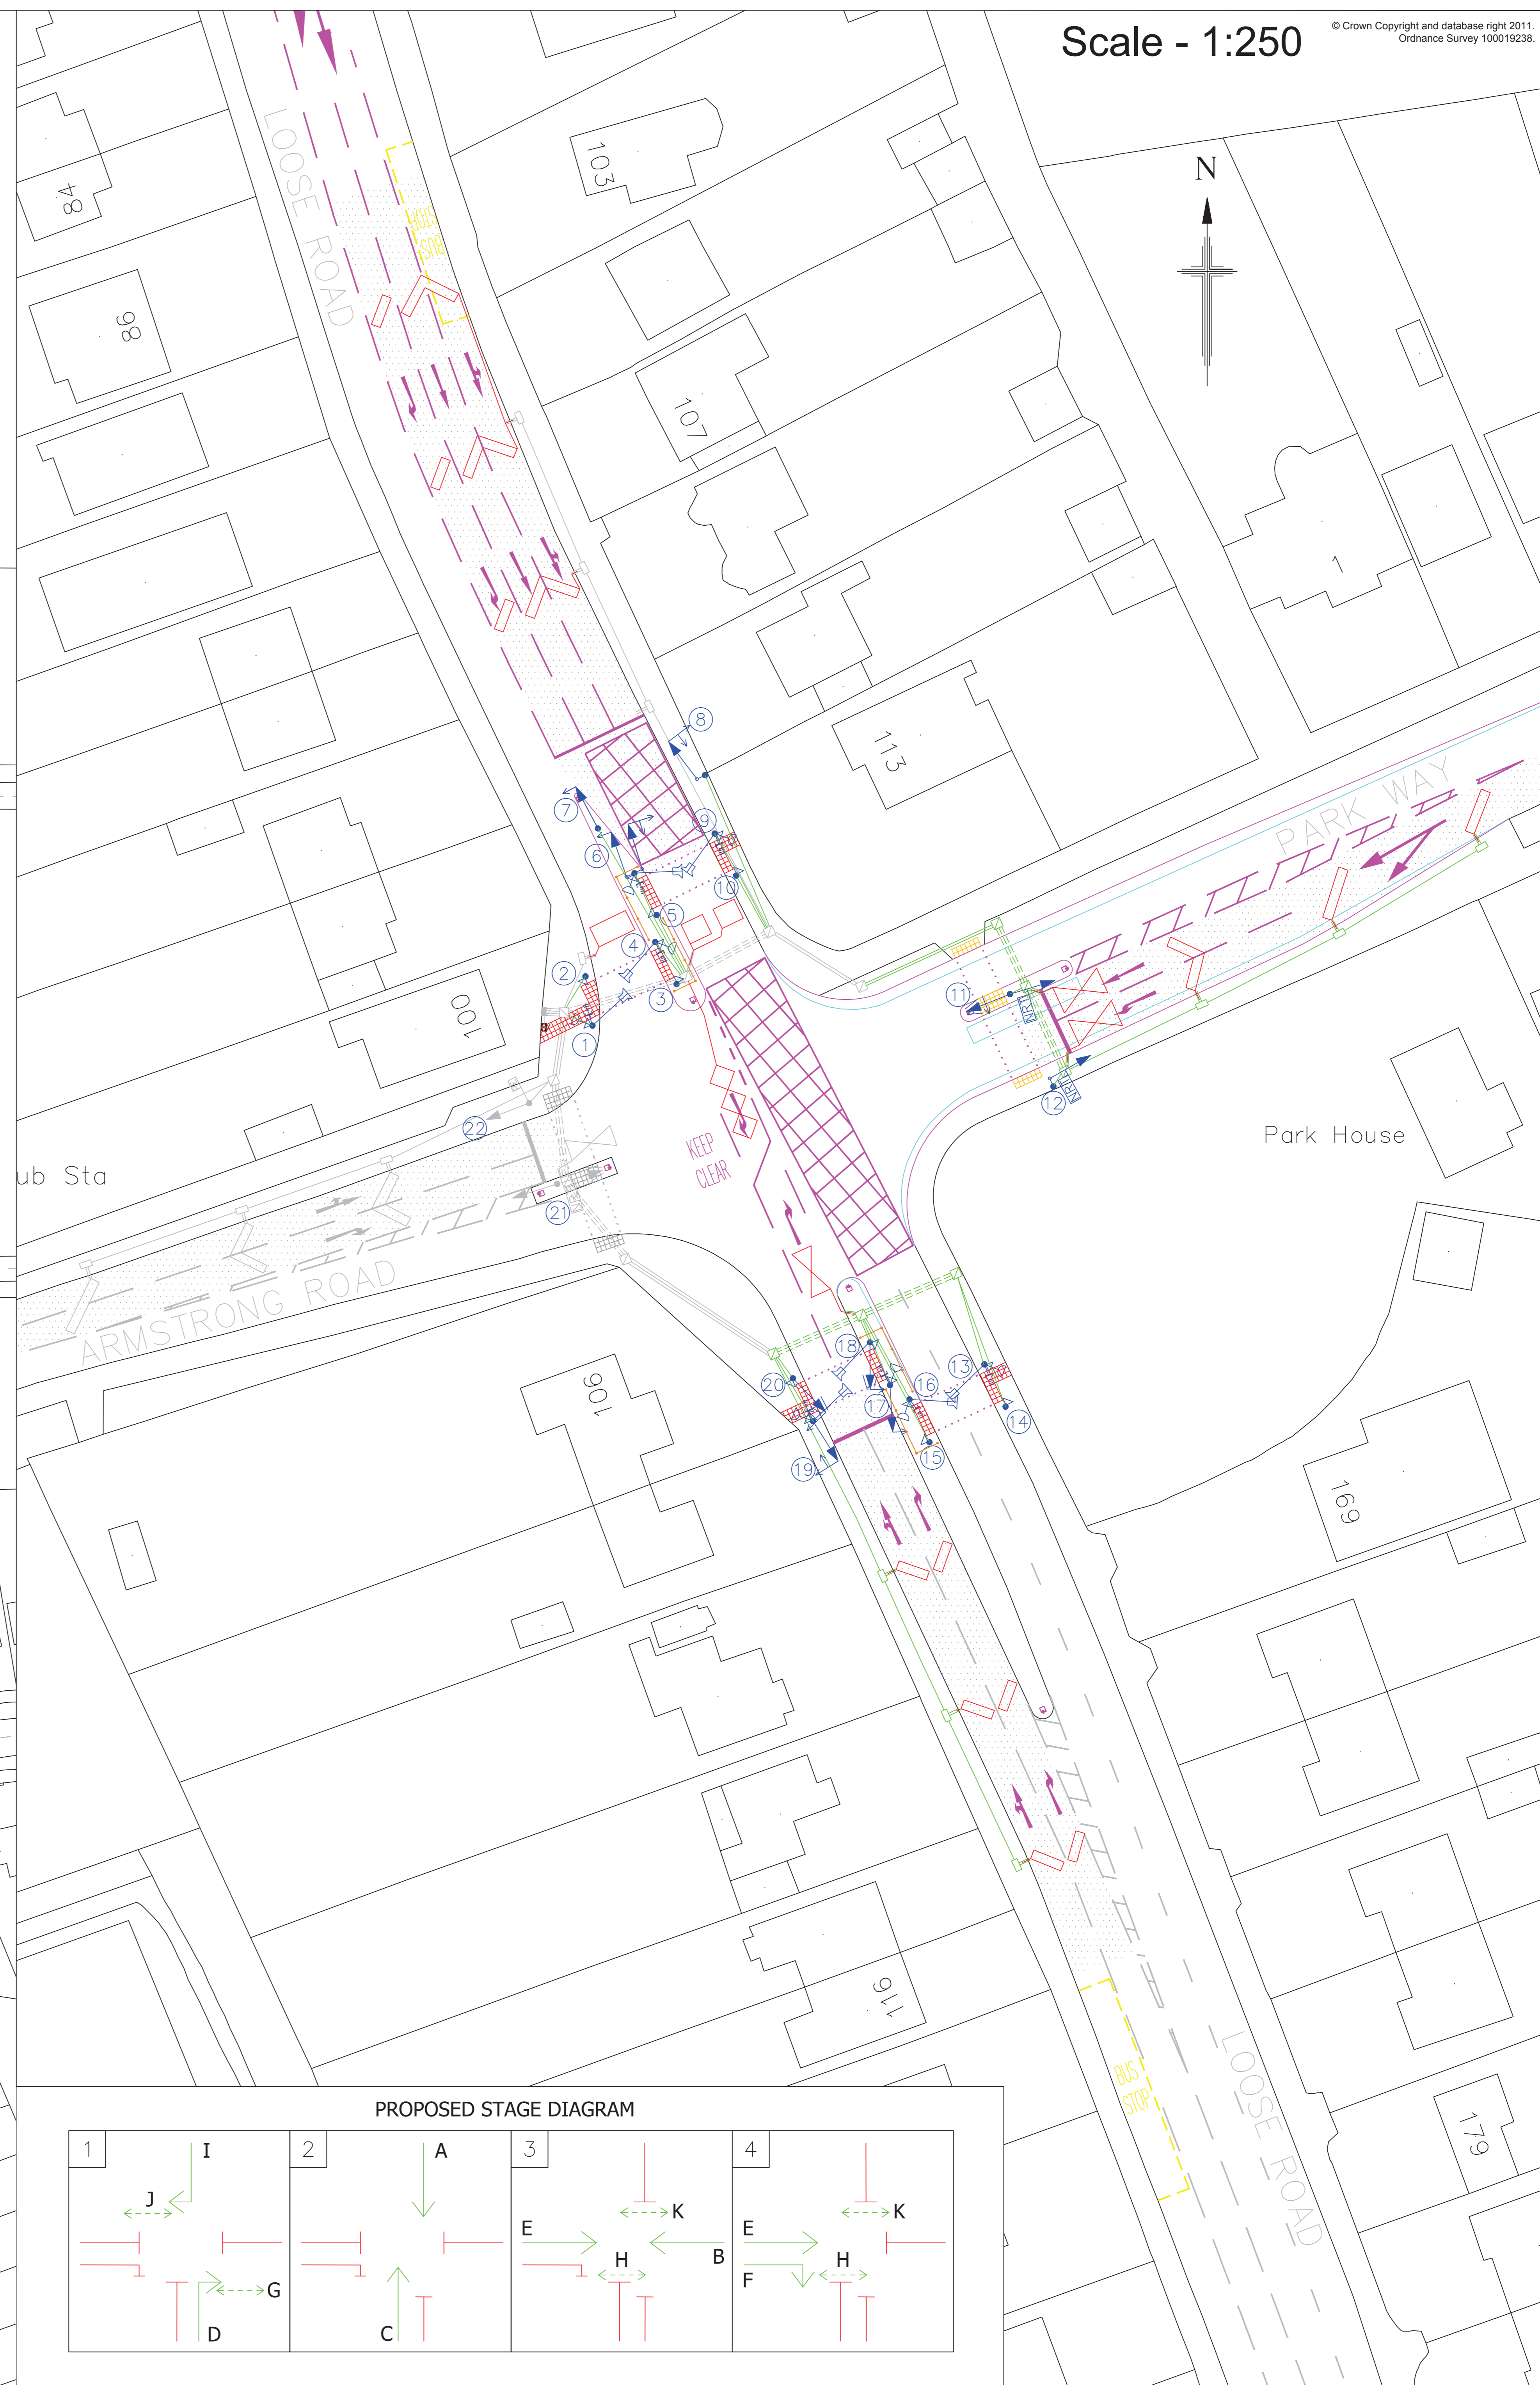 Scale - 1:250
© Crown Copyright and database right 2011.
Ordnance Survey 100019238.
N
LOOSE ROAD
BUS
STOP
84
103
98
107
1
113
PARK WAY
8
7
9
6
10
5
4
2
3
11
NRT
1
100
12
NRT
22
KEEP
CLEAR
Park House
ub Sta
21
ARMSTRONG ROAD
18
13
20
16
17
14
106
15
19
169
116
BUS
STOP
LOOSE ROAD
179
PROPOSED STAGE DIAGRAM
1
I
J
G
D
2
A
C
3
K
E
B
H
4
K
E
H
F